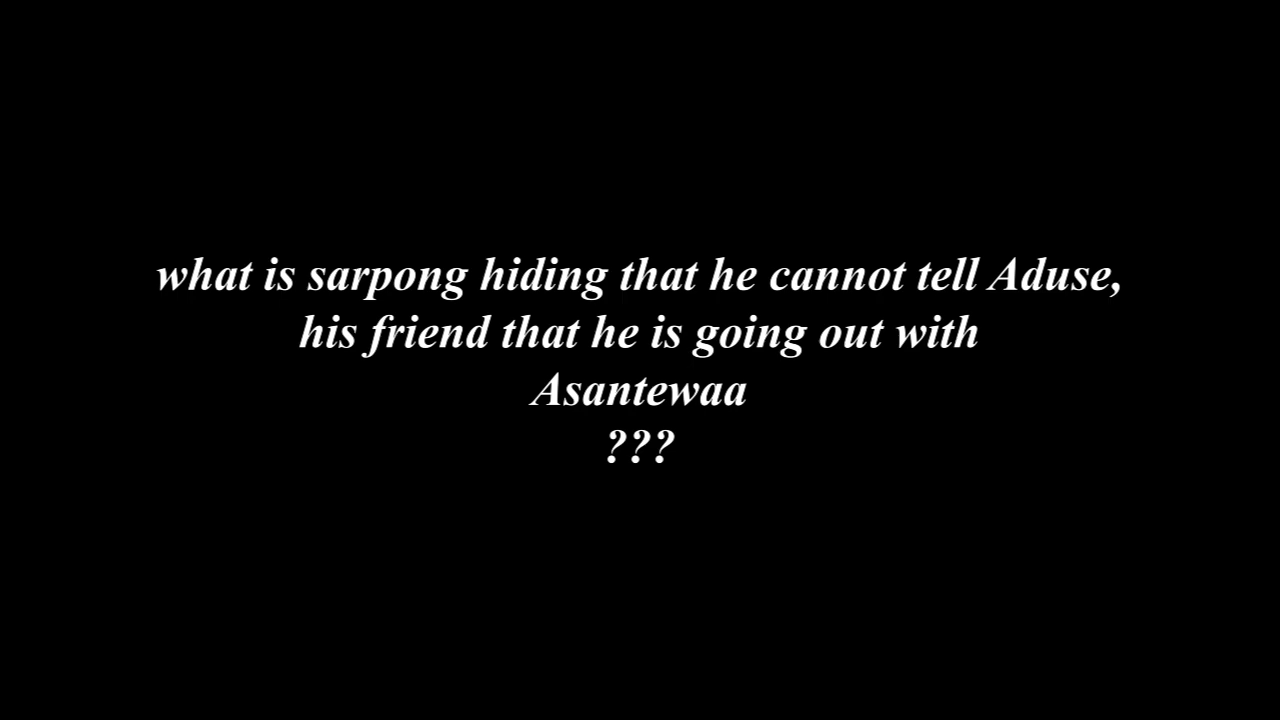 what is sarpong hiding that he cannot tell Aduse,
his friend that he is going out with
Asantewaa
???